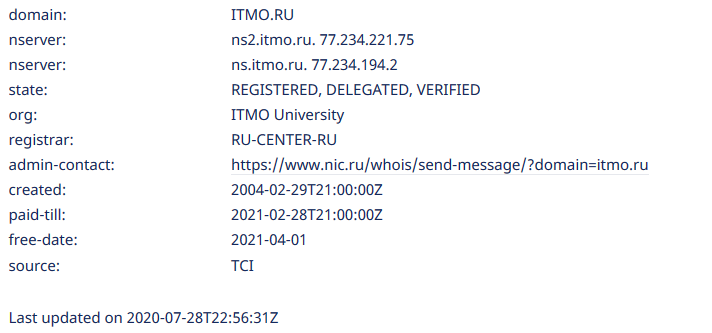 domain: ITMO.RU
nserver: ns2.itmo.ru. 77.234.221.75
nserver: ns.itmo.ru. 77.234.194.2
state: REGISTERED, DELEGATED, VERIFIED
org: ITMO University
registrar: RU-CENTER-RU
admin-contact: https://www.nic.ru/whois/send-message/?domain=itmo.ru
created: 2004-02-29T21:00:00Z
paid-till: 2021-02-28T21:00:00Z
free-date: 2021-04-01
source: TCI
Last updated on 2020-07-28T22:56:31Z